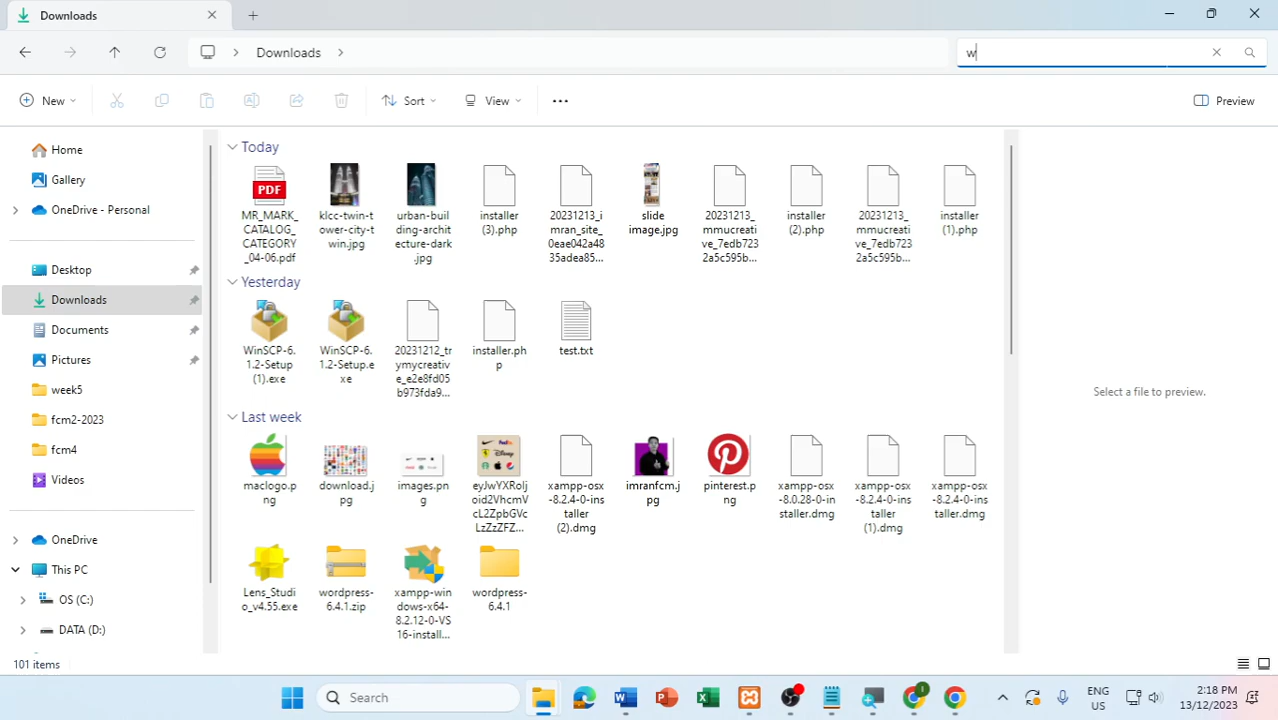 Downloads
Downloads
w
New
Sort
View
Preview
Home
Gallery
OneDrive - Personal
Desktop
Downloads
Documents
Pictures
week5
fcm2-2023
fcm4
Videos
OneDrive
This PC
OS (C:)
DATA (D:)
Today
PDF
MR_MARK_
CATALOG_
CATEGORY
_04-06.pdf
klcc-twin-t
ower-city-t
win.jpg
urban-buil
ding-archit
ecture-dark
.jpg
installer
(3).php
20231213_i
mran_site_
0eae042a48
35adea85...
slide
image.jpg
20231213_
mmucreati
ve_7edb723
2a5c595b...
installer
(2).php
20231213_
mmucreati
ve_7edb723
2a5c595b...
installer
(1).php
Yesterday
WinSCP-6.
1.2-Setup
(1).exe
WinSCP-6.
1.2-Setup.e
xe
20231212_tr
ymycreativ
e_e2e8fd05
b973fda9...
installer.ph
p
test.txt
Last week
maclogo.p
ng
download.j
pg
images.pn
g
eyJwYXRoIj
oid2VhcmV
cL2ZpbGVc
LzZzZFZ...
xampp-osx
-8.2.4-0-ins
taller
(2).dmg
imranfcm.j
pg
pinterest.p
ng
xampp-osx
-8.0.28-0-in
staller.dmg
xampp-osx
-8.2.4-0-ins
taller
(1).dmg
xampp-osx
-8.2.4-0-ins
taller.dmg
Lens_Studi
o_v4.55.exe
wordpress-
6.4.1.zip
xampp-win
dows-x64-
8.2.12-0-VS
16-install...
wordpress-
6.4.1
Select a file to preview.
101 items
Search
ENG
US
2:18 PM
13/12/2023